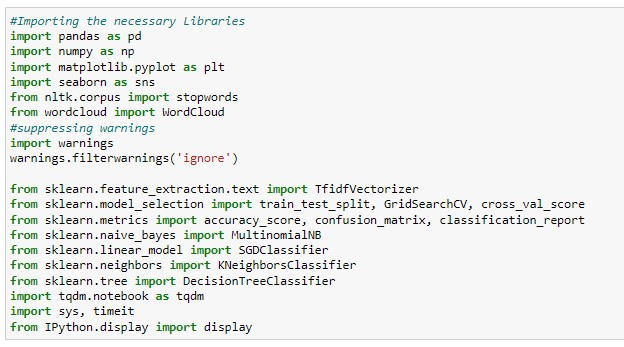 #Importing the necessary Libraries
import pandas as pd
import numpy as np
import matplotlib.pyplot as plt
import seaborn as sns
from nltk.corpus import stopwords
from wordcloud import WordCloud
#suppressing warnings
import warnings
warnings.filterwarnings('ignore')
from sklearn.feature_extraction.text import TfidfVectorizer
from sklearn.model_selection import train_test_split, GridSearchCV, cross_val_score
from sklearn.metrics import accuracy_score, confusion_matrix, classification_report
from sklearn.naive_bayes import MultinomialNB
from sklearn.linear_model import SGDClassifier
from sklearn.neighbors import KNeighborsClassifier
from sklearn.tree import DecisionTreeClassifier
import tqdm.notebook as tqdm
import sys, timeit
from IPython.display import display